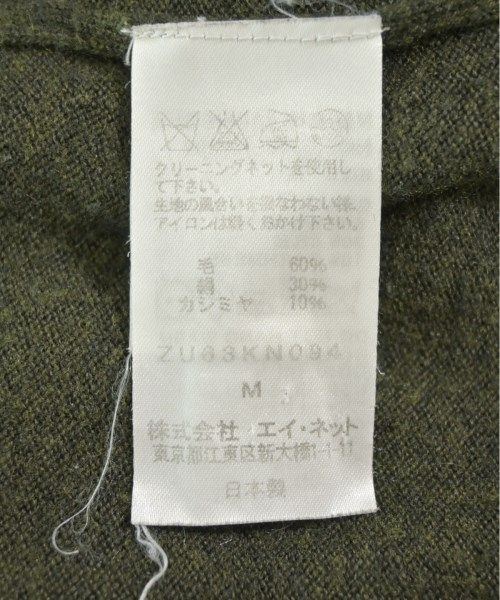 クリーニングネットを使用し
て下さい。
生地の風合いを損なわない様、
アイロンは軽くおかけ下さい。
毛 60%
絹 30%
カシミヤ 10%
ZU63KN094
M
株式会社 エイ・ネット
東京都江東区新大橋1-1-11
日本製